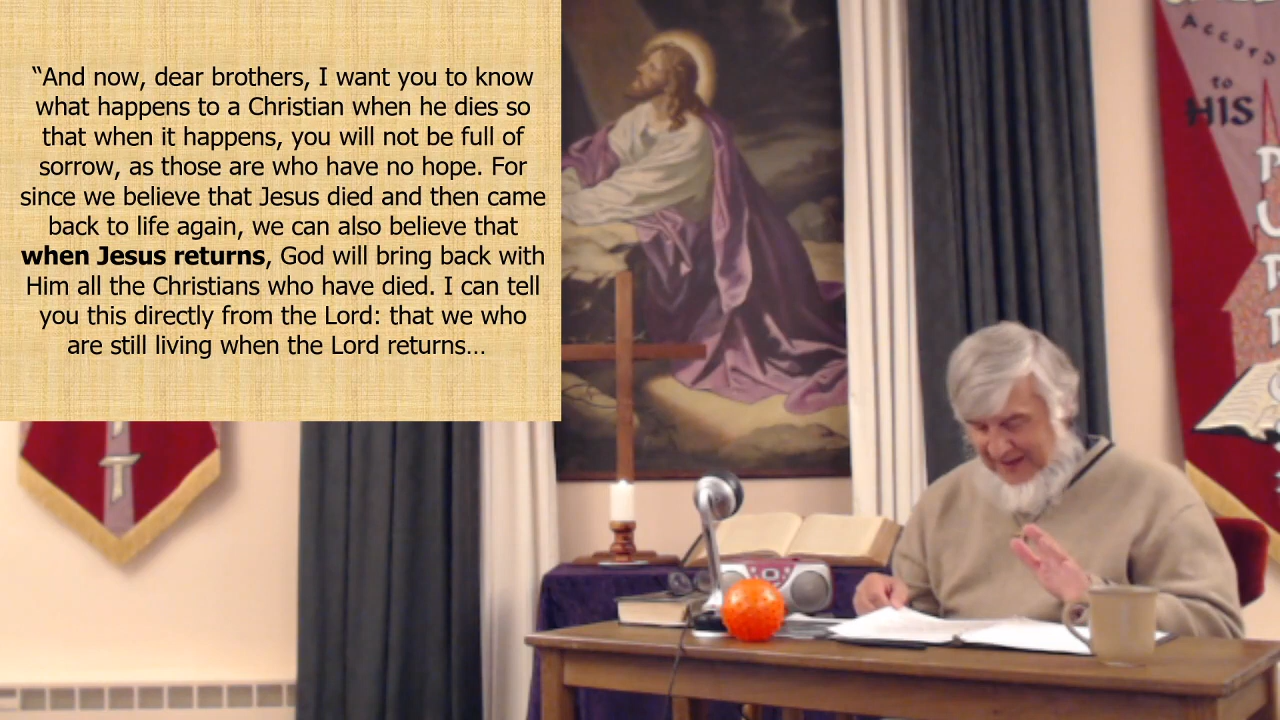 “And now, dear brothers, I want you to know
what happens to a Christian when he dies so
that when it happens, you will not be full of
sorrow, as those are who have no hope. For
since we believe that Jesus died and then came
back to life again, we can also believe that
when Jesus returns, God will bring back with
Him all the Christians who have died. I can tell
you this directly from the Lord: that we who
are still living when the Lord returns…
to
HIS